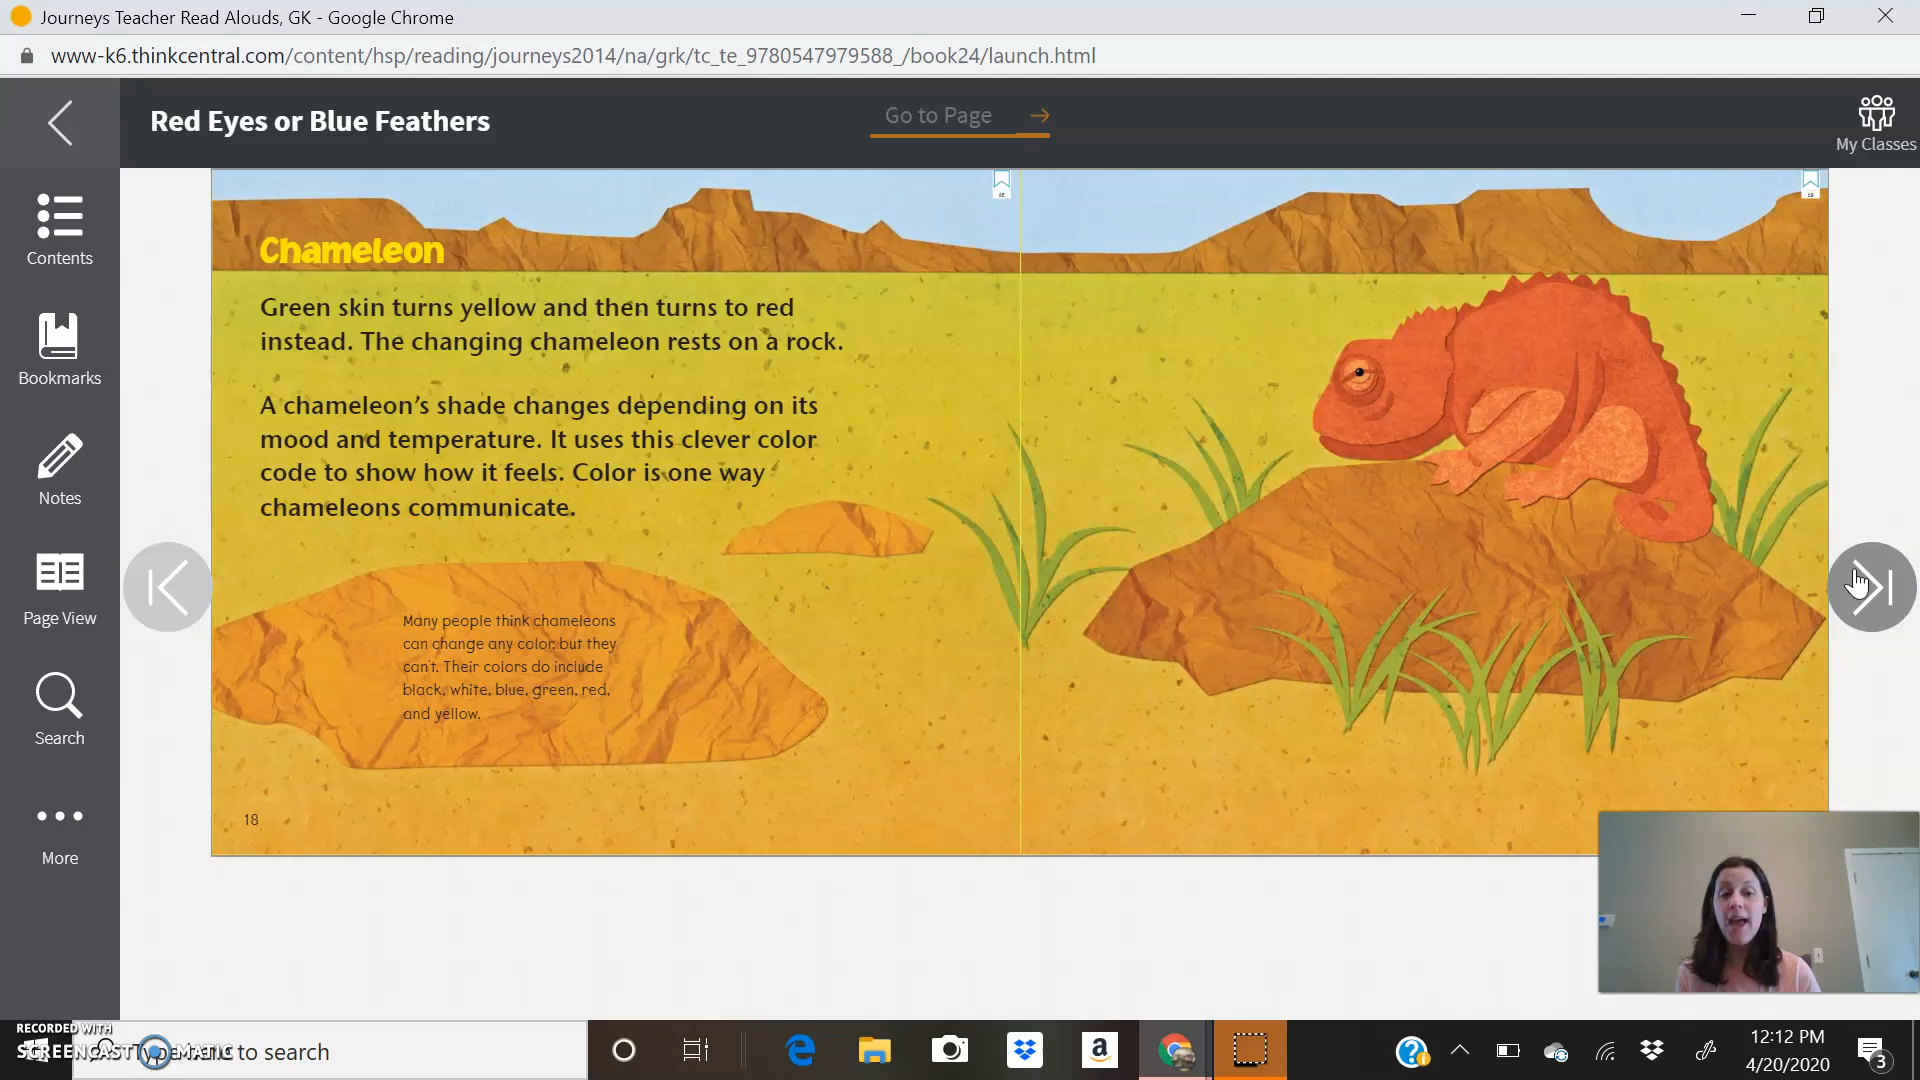 Journeys Teacher Read Alouds, GK - Google Chrome
www-k6.thinkcentral.com/content/hsp/reading/journeys2014/na/grk/tc_te_9780547979588_/book24/launch.html
Red Eyes or Blue Feathers
Go to Page
My Classes
Contents
Bookmarks
Notes
Page View
Search
More
18
19
Chameleon
Green skin turns yellow and then turns to red
instead. The changing chameleon rests on a rock.
A chameleon’s shade changes depending on its
mood and temperature. It uses this clever color
code to show how it feels. Color is one way
chameleons communicate.
Many people think chameleons
can change any color, but they
can't. Their colors do include
black, white, blue, green, red,
and yellow.
18
RECORDED WITH
SCREENCAST MATIC
Type here to search
12:12 PM
4/20/2020
3